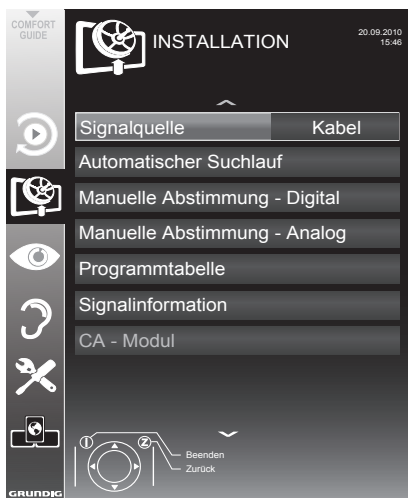 COMFORT
GUIDE
INSTALLATION
20.09.2010
15:46
Signalquelle Kabel
Automatischer Suchlauf
Manuelle Abstimmung - Digital
Manuelle Abstimmung - Analog
Programmtabelle
Signalinformation
CA - Modul
Z
Beenden
Zurück
GRUNDIG